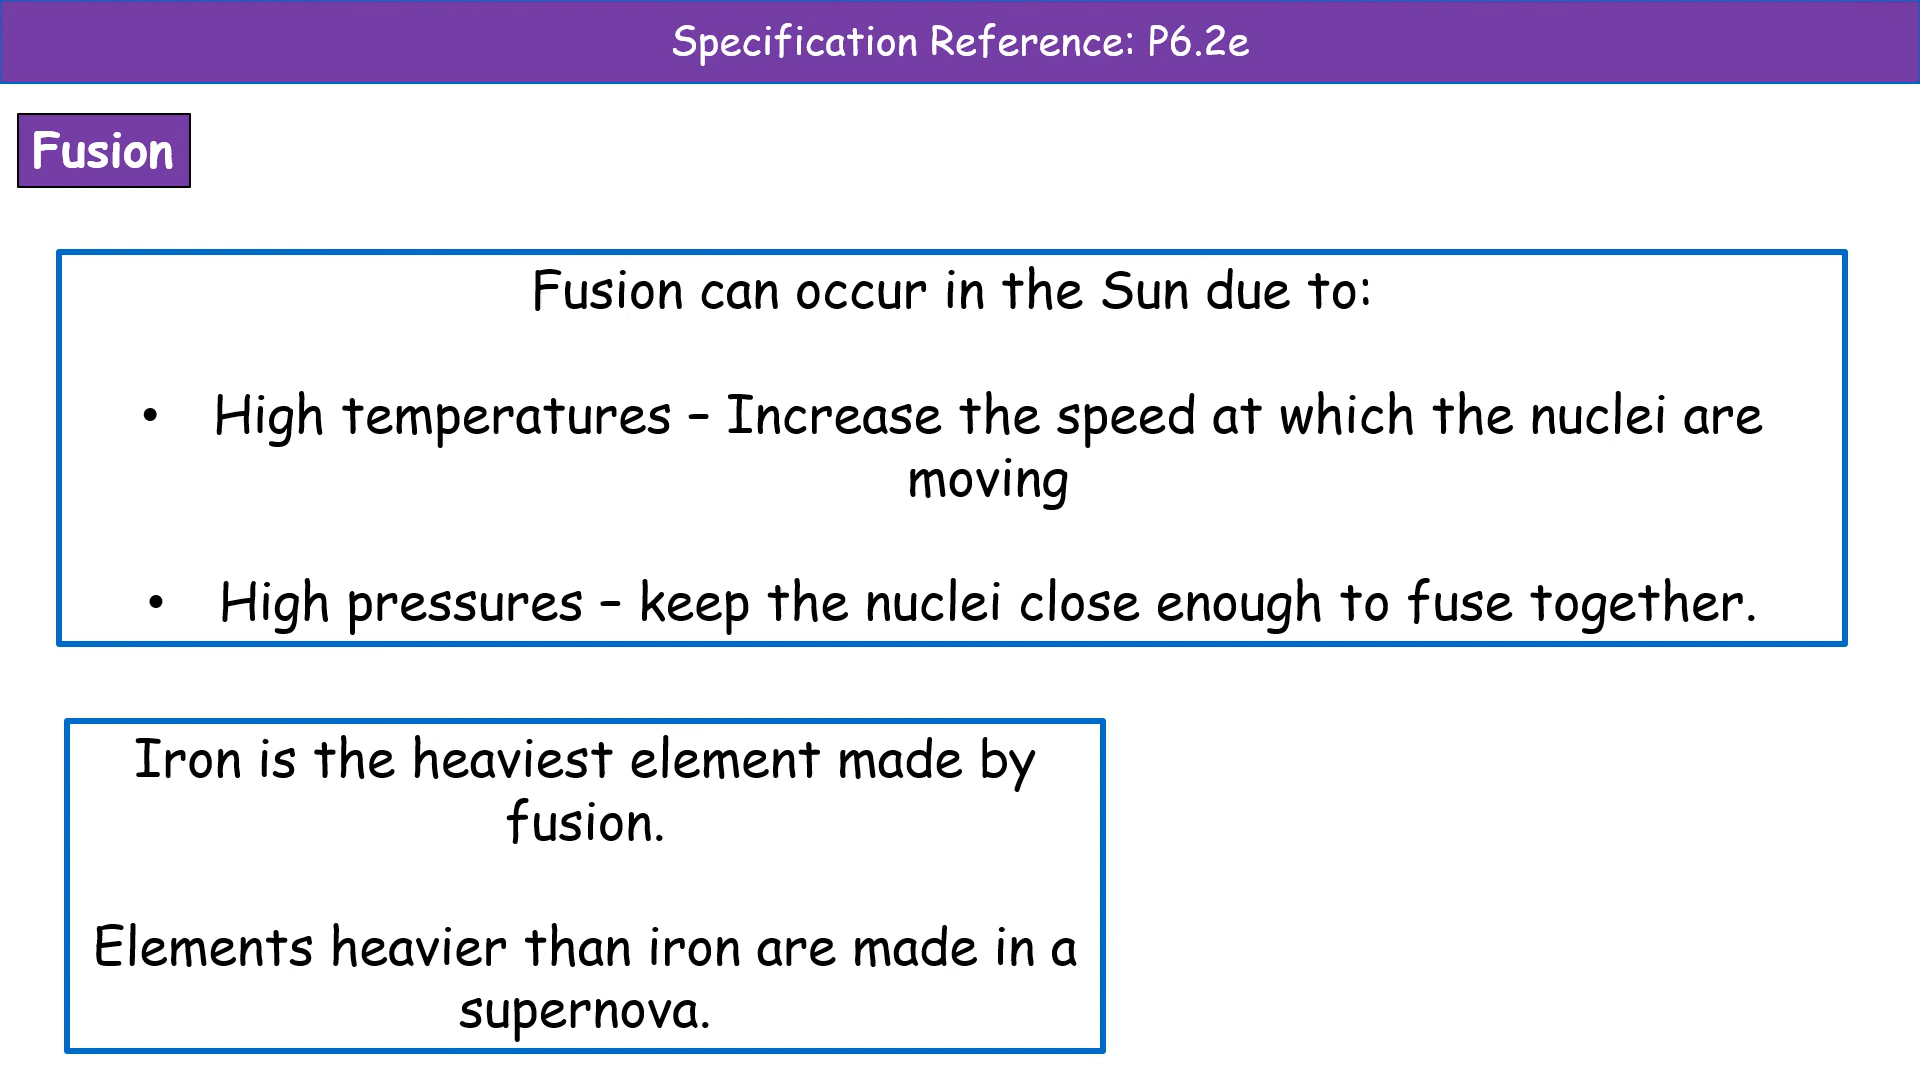 Specification Reference: P6.2e
Fusion
Fusion can occur in the Sun due to:
• High temperatures – Increase the speed at which the nuclei are
moving
• High pressures – keep the nuclei close enough to fuse together.
Iron is the heaviest element made by
fusion.
Elements heavier than iron are made in a
supernova.